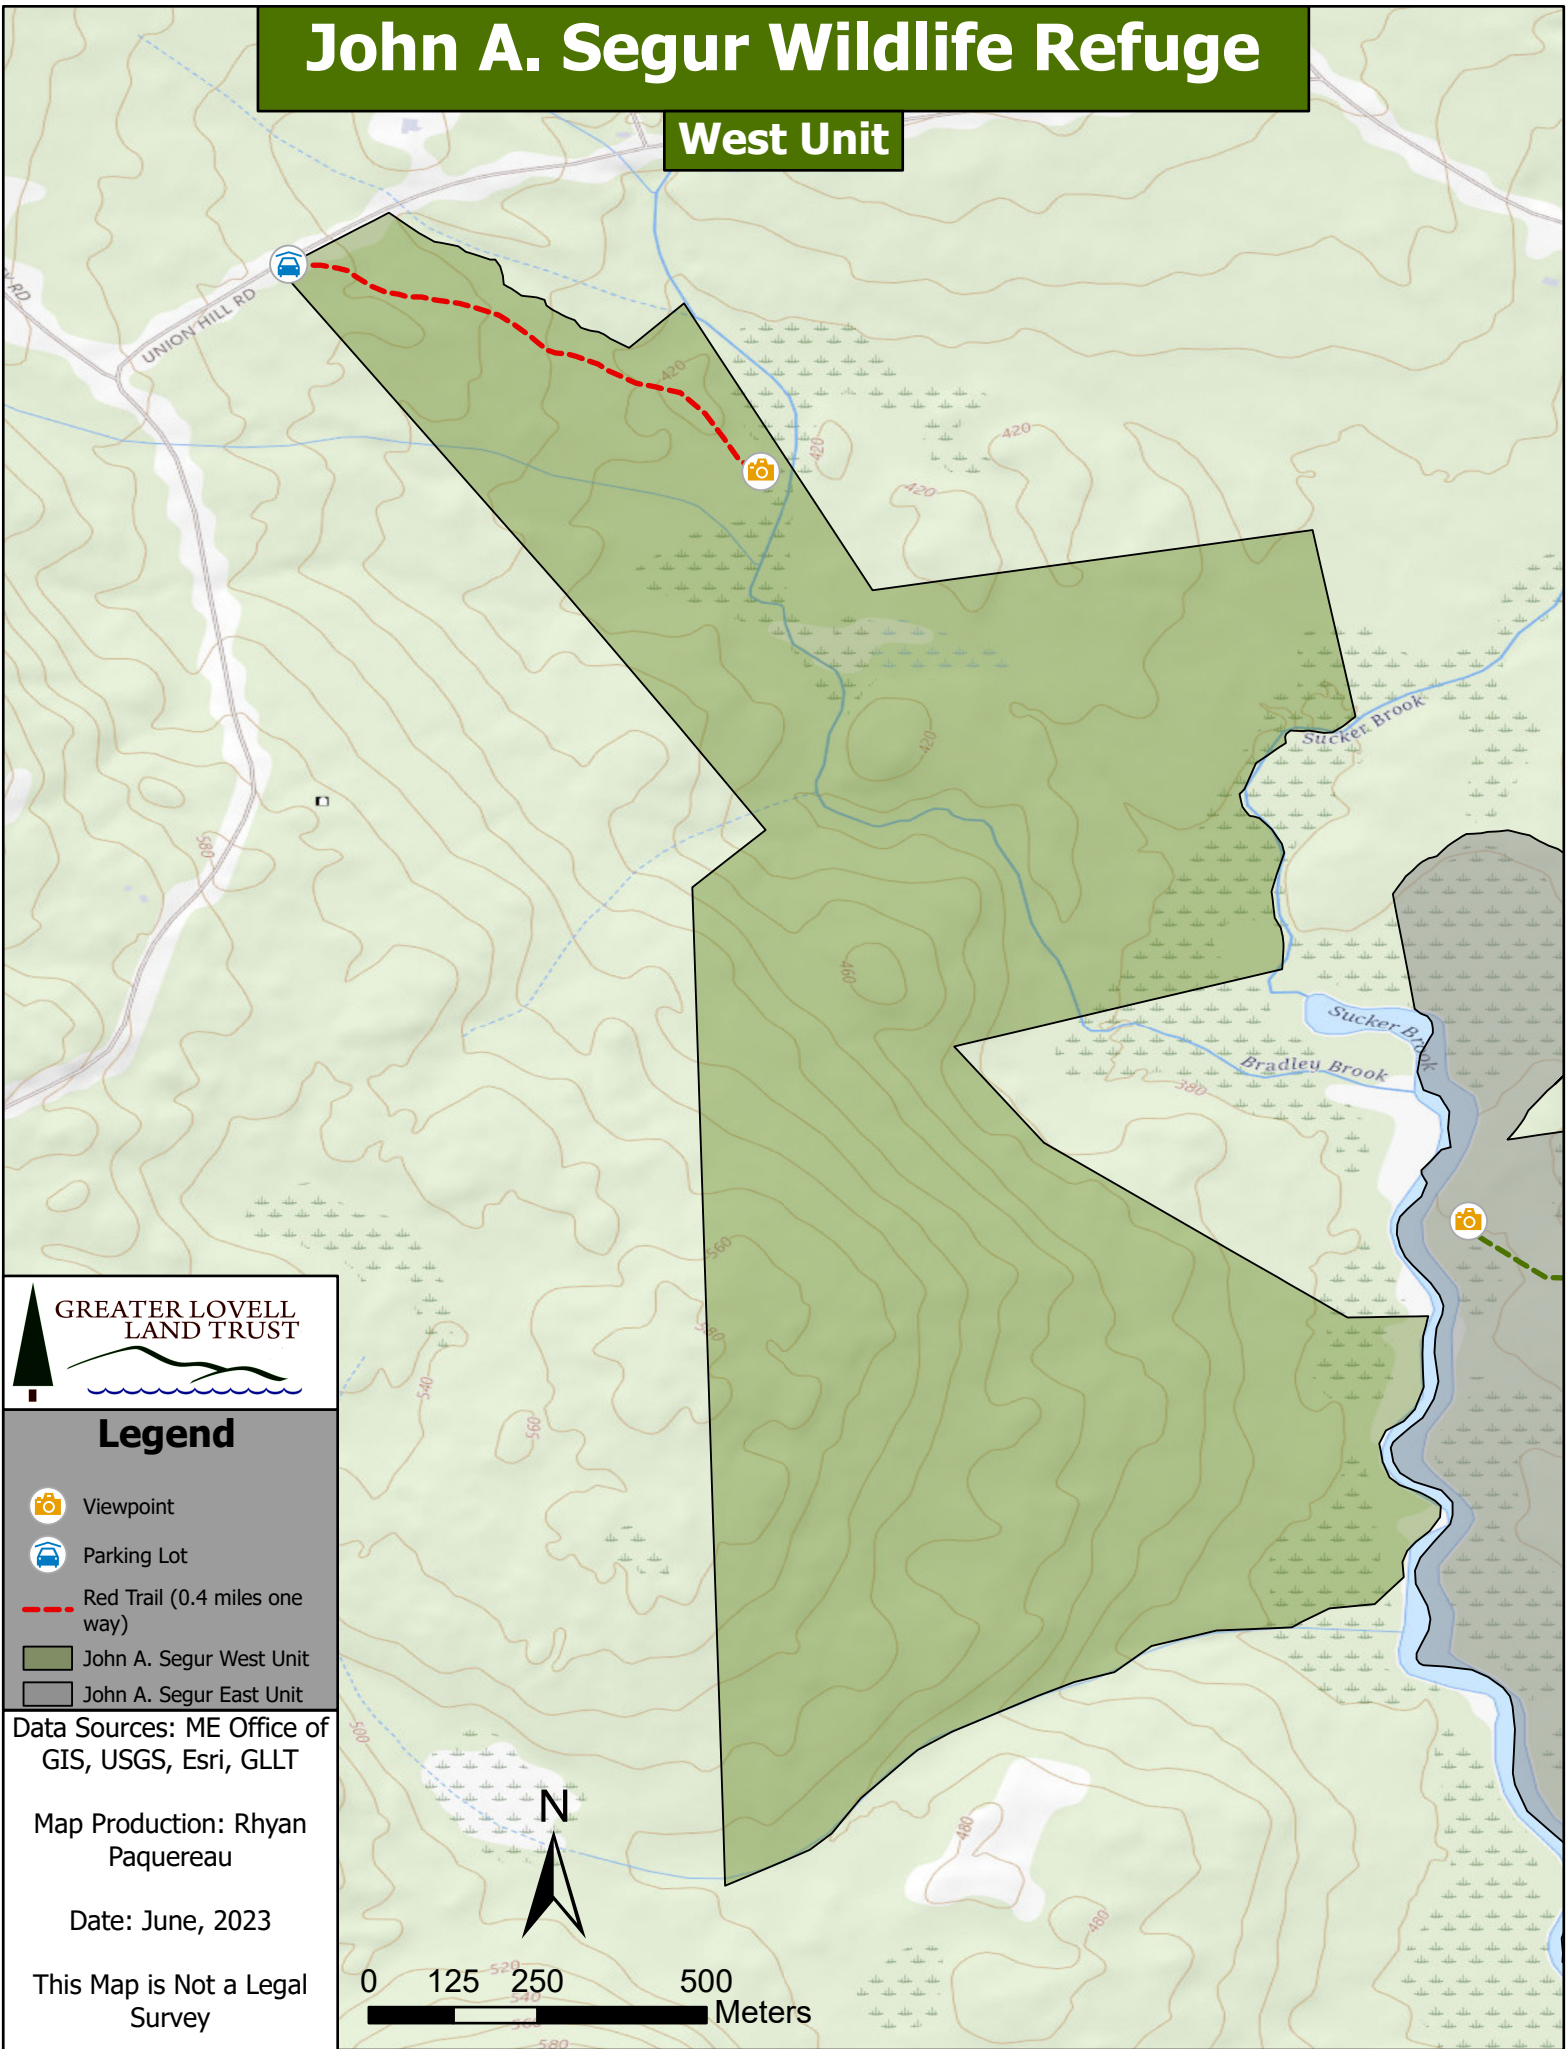 John A. Segur Wildlife Refuge
West Unit
UNION HILL RD
RD
420
420
420
420
420
Sucker Brook
580
460
Sucker Brook
Bradley Brook
380
560
580
540
560
GREATER LOVELL
LAND TRUST
Legend
Viewpoint
Parking Lot
Red Trail (0.4 miles one
way)
John A. Segur West Unit
John A. Segur East Unit
Data Sources: ME Office of
GIS, USGS, Esri, GLLT
Map Production: Rhyan
Paquereau
Date: June, 2023
This Map is Not a Legal
Survey
500
N
480
480
520
540
560
580
0 125 250 500
Meters